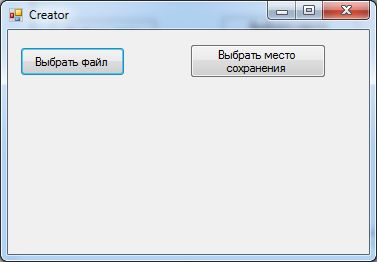 Creator
Выбрать файл
Выбрать место
сохранения